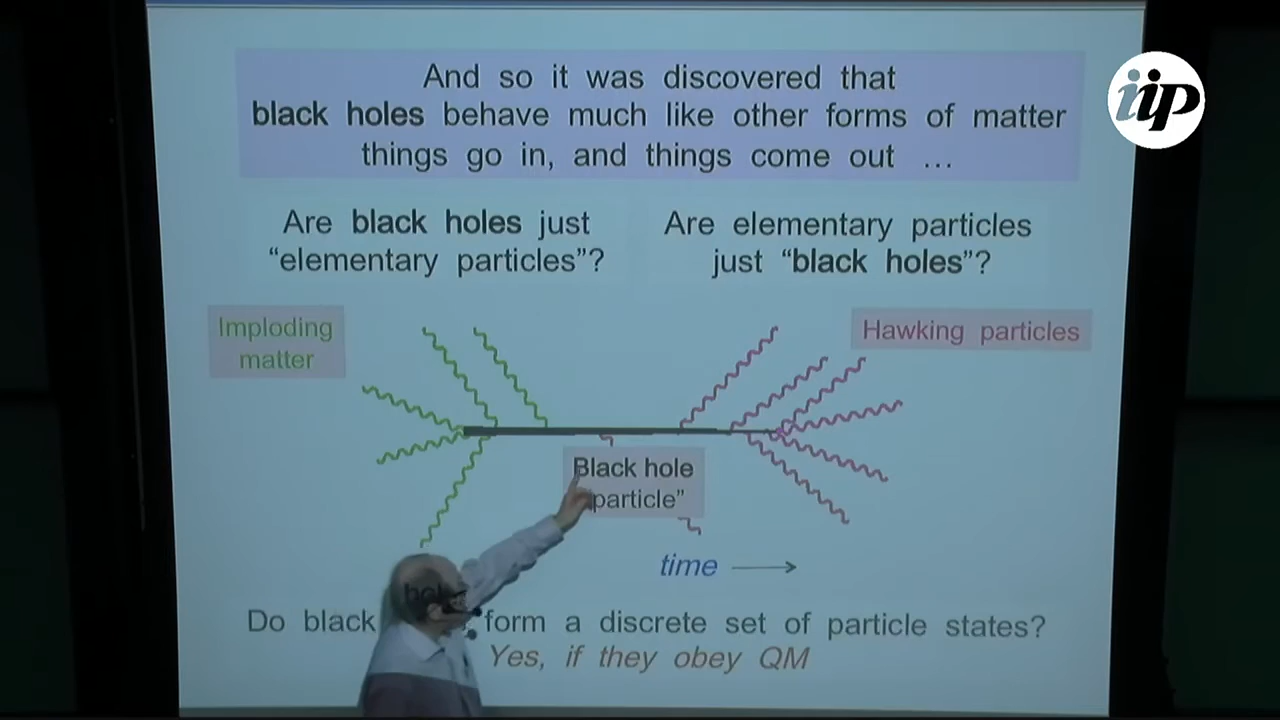 And so it was discovered that
black holes behave much like other forms of matter
things go in, and things come out ...
Are black holes just
“elementary particles”?
Are elementary particles
just “black holes”?
Imploding
matter
Hawking particles
Black hole
particle”
time
Do black hol form a discrete set of particle states?
Yes, if they obey QM
iip